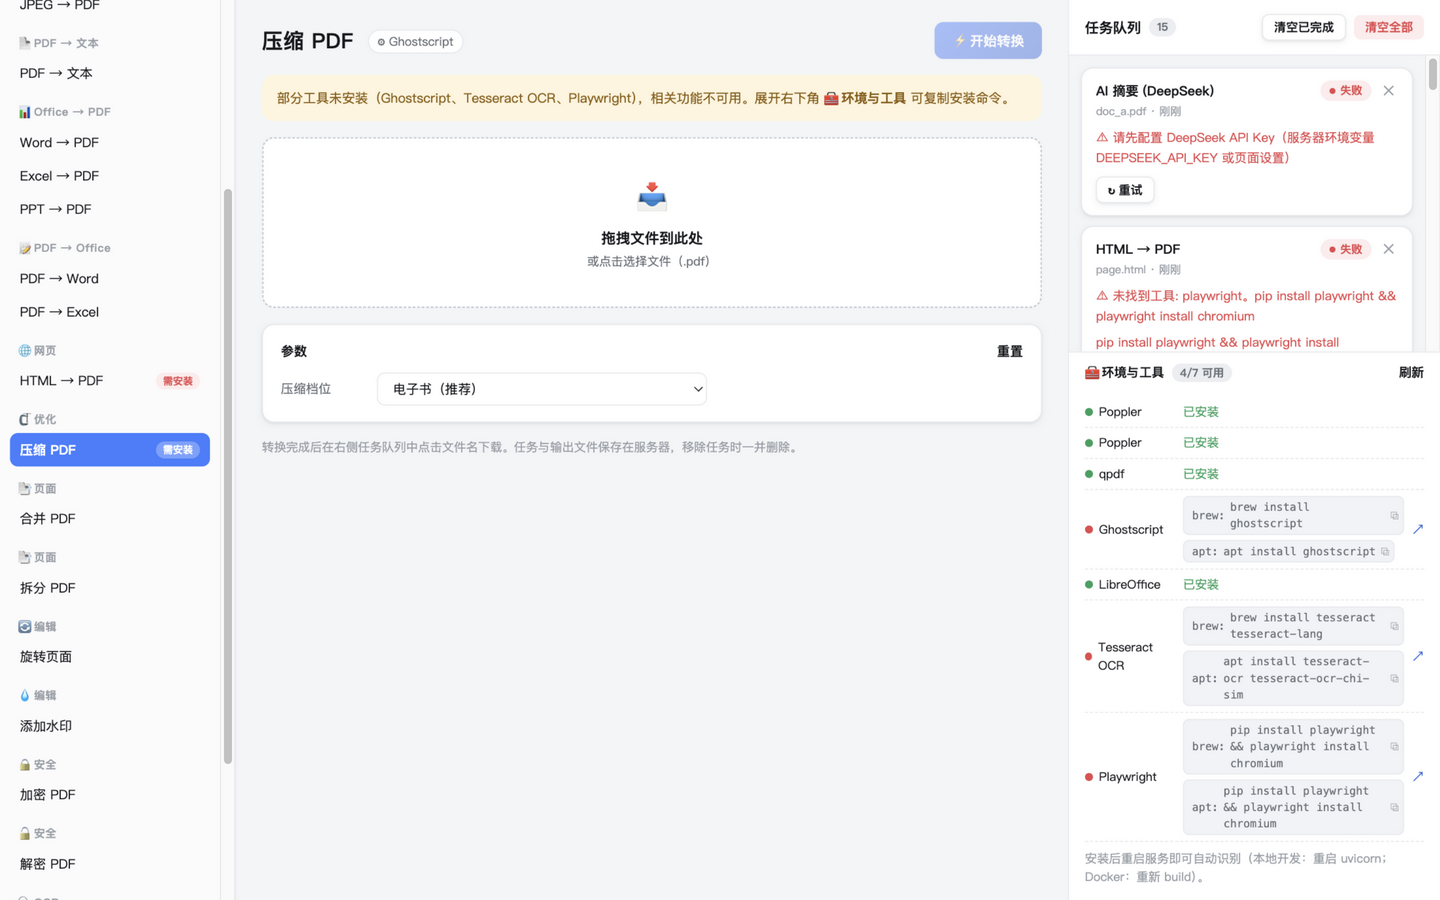 JPEG → PDF
PDF → 文本
PDF → 文本
Office → PDF
Word → PDF
Excel → PDF
PPT → PDF
PDF → Office
PDF → Word
PDF → Excel
网页
HTML → PDF 需安装
优化
压缩 PDF 需安装
页面
合并 PDF
页面
拆分 PDF
编辑
旋转页面
编辑
添加水印
安全
加密 PDF
安全
解密 PDF
压缩 PDF Ghostscript
⚡ 开始转换
部分工具未安装（Ghostscript、Tesseract OCR、Playwright），相关功能不可用。展开右下角 🧰 环境与工具 可复制安装命令。
拖拽文件到此处
或点击选择文件（.pdf）
参数 重置
压缩档位 电子书（推荐）
转换完成后在右侧任务队列中点击文件名下载。任务与输出文件保存在服务器，移除任务时一并删除。
任务队列 15 清空已完成 清空全部
AI 摘要 (DeepSeek) 失败
doc_a.pdf · 刚刚
⚠ 请先配置 DeepSeek API Key（服务器环境变量
DEEPSEEK_API_KEY 或页面设置）
↻ 重试
HTML → PDF 失败
page.html · 刚刚
⚠ 未找到工具: playwright。pip install playwright &&
playwright install chromium
pip install playwright && playwright install
环境与工具 4/7 可用 刷新
Poppler 已安装
Poppler 已安装
qpdf 已安装
Ghostscript
brew: brew install
ghostscript
apt: apt install ghostscript
LibreOffice 已安装
Tesseract
OCR
brew: brew install tesseract
tesseract-lang
apt: apt install tesseract-
ocr tesseract-ocr-chi-
sim
Playwright
brew: pip install playwright
&& playwright install
chromium
apt: pip install playwright
&& playwright install
chromium
安装后重启服务即可自动识别（本地开发：重启 uvicorn；
Docker：重新 build）。